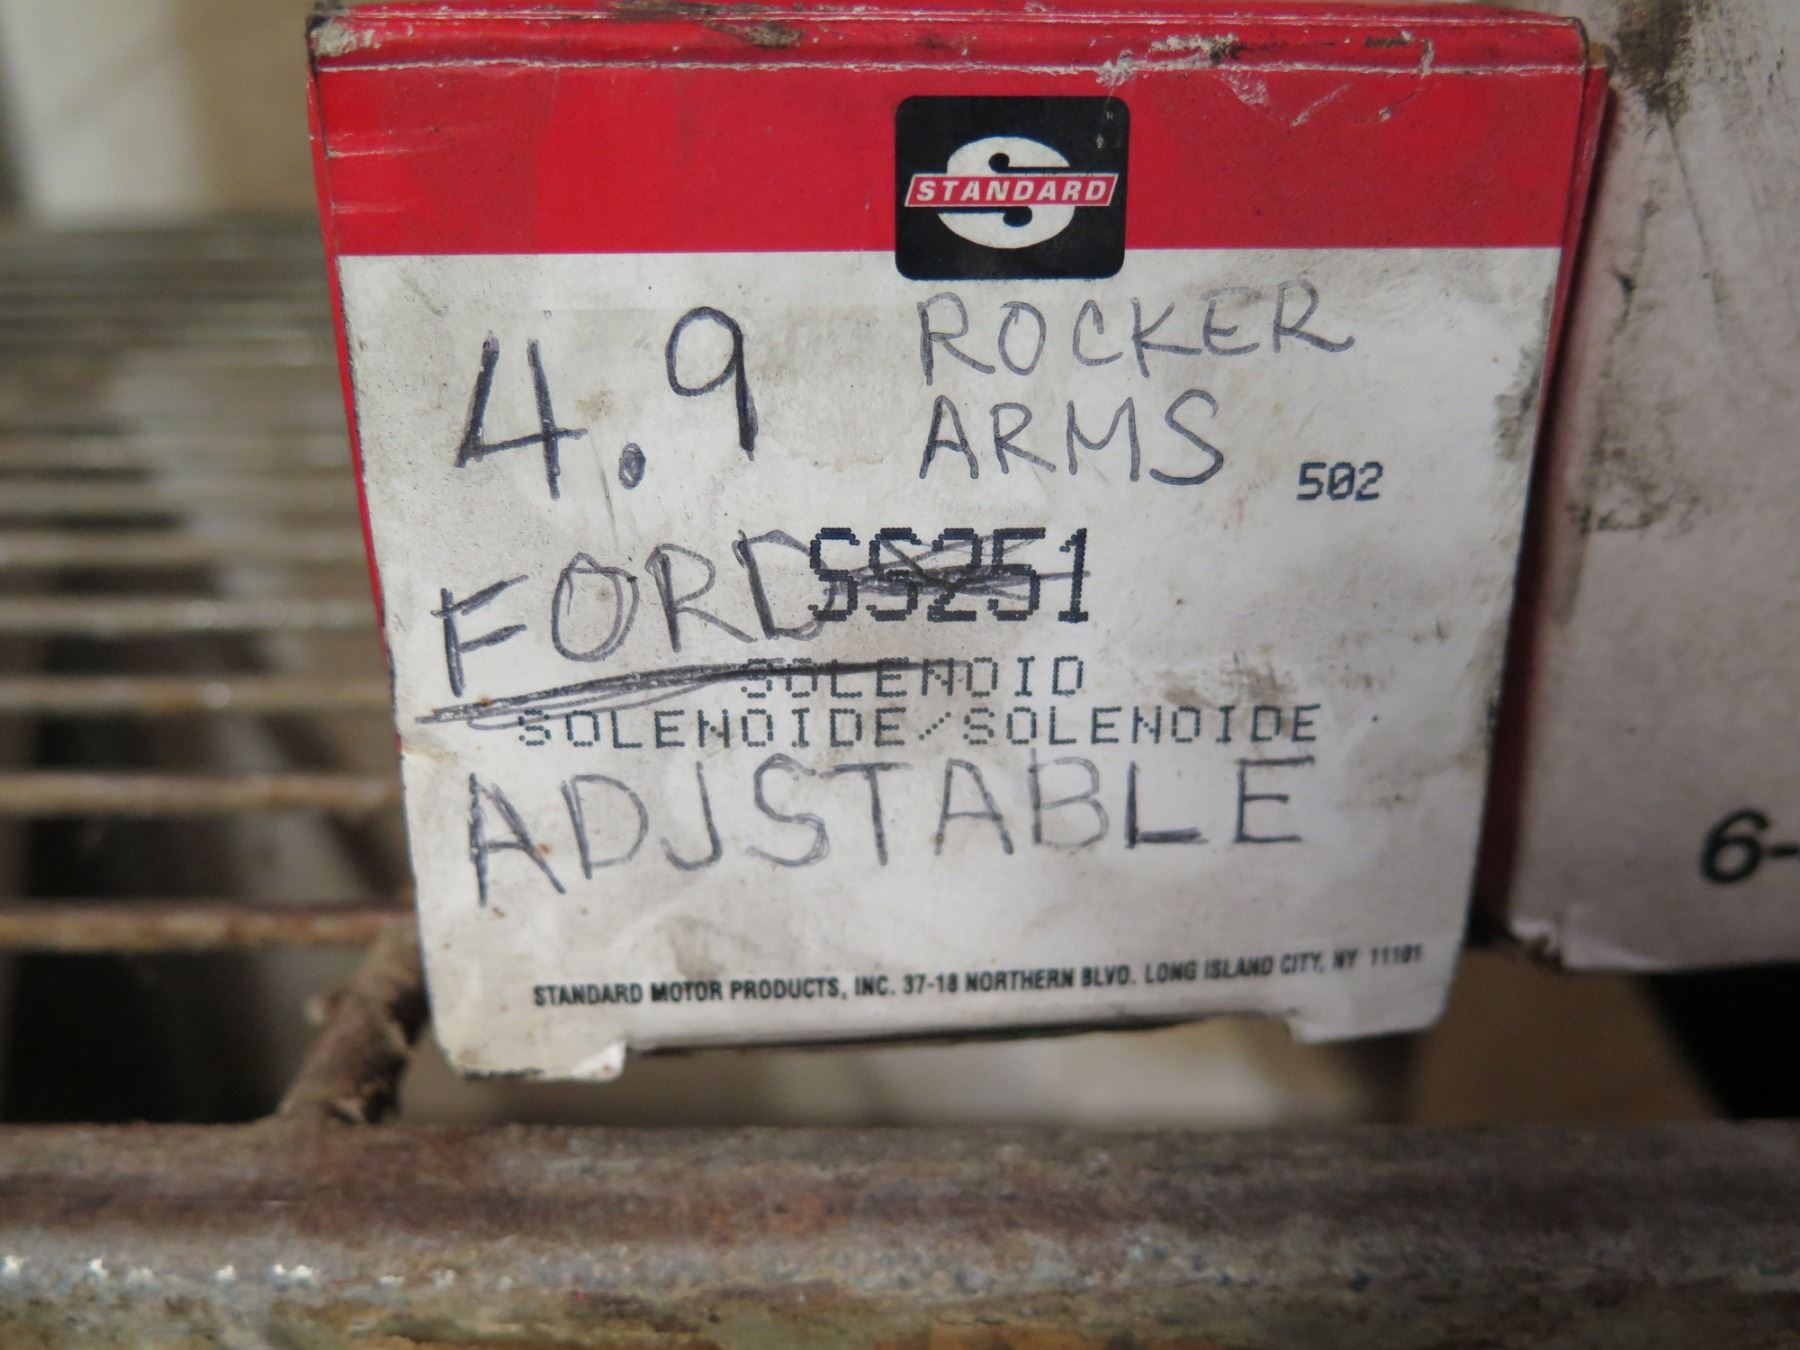 STANDARD
4.9 ROCKER
ARMS
502
FORD SS251
SOLENOID
SOLENOIDE/SOLENOIDE
ADJSTABLE
STANDARD MOTOR PRODUCTS, INC. 37-18 NORTHERN BLVD. LONG ISLAND CITY, NY 11101
6-